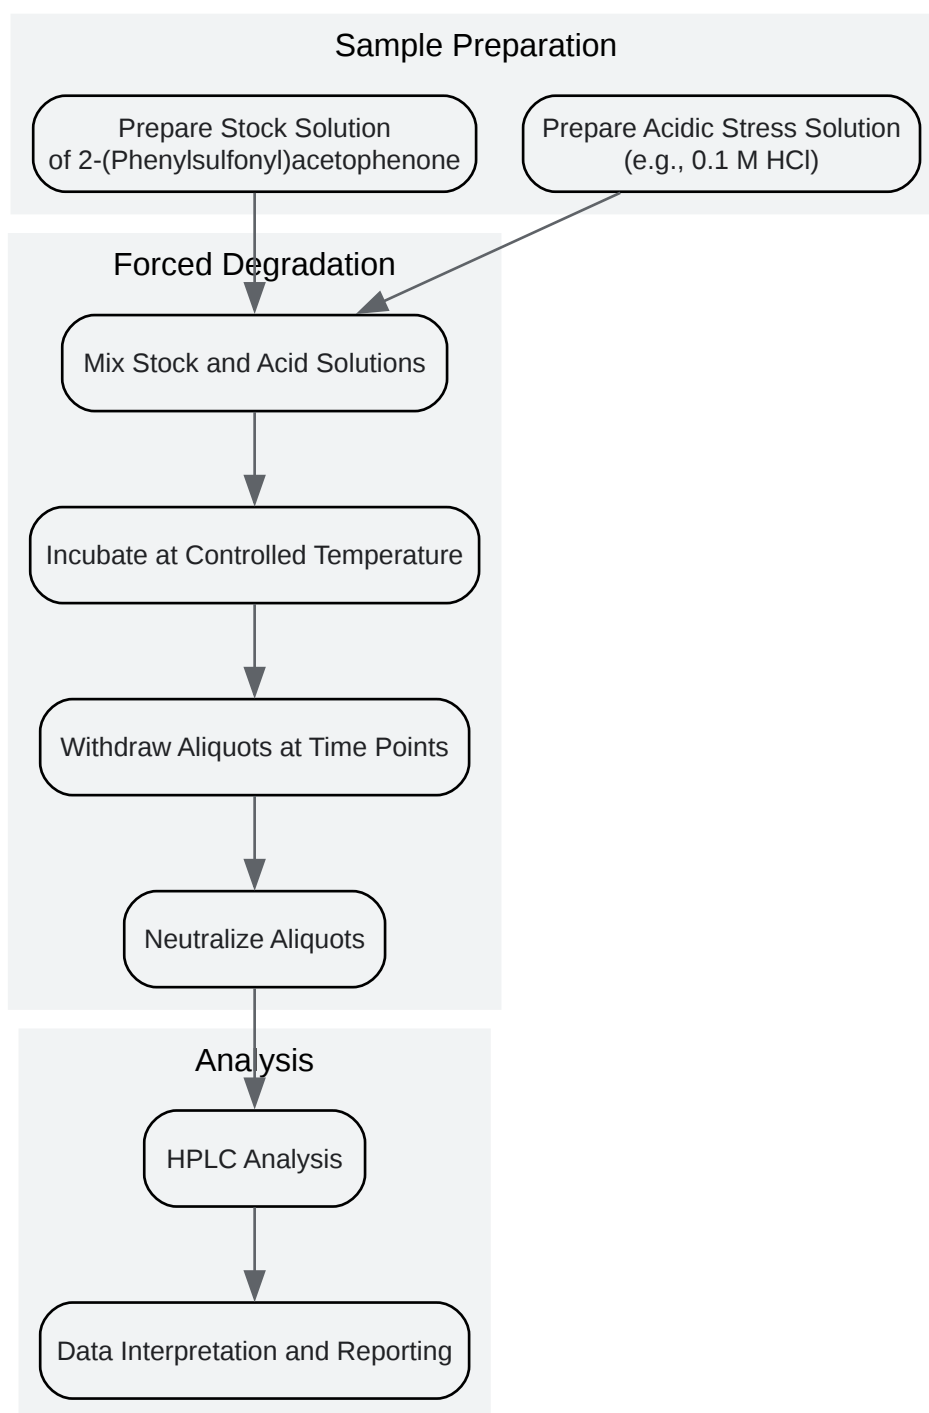 Sample Preparation
Prepare Stock Solution
of 2-(Phenylsulfonyl)acetophenone
Prepare Acidic Stress Solution
(e.g., 0.1 M HCl)
Forced Degradation
Mix Stock and Acid Solutions
Incubate at Controlled Temperature
Withdraw Aliquots at Time Points
Neutralize Aliquots
Analysis
HPLC Analysis
Data Interpretation and Reporting